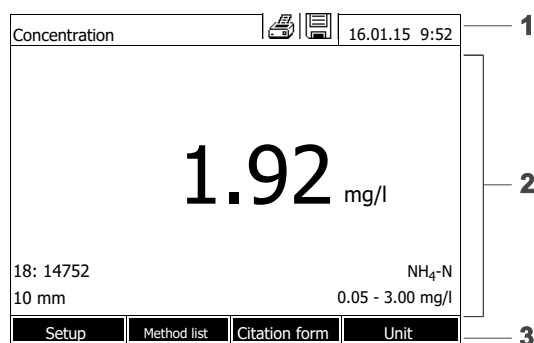 Concentration 16.01.15 9:52 1
1.92 mg/l 2
18: 14752 NH₄-N
10 mm 0.05 - 3.00 mg/l
Setup Method list Citation form Unit 3